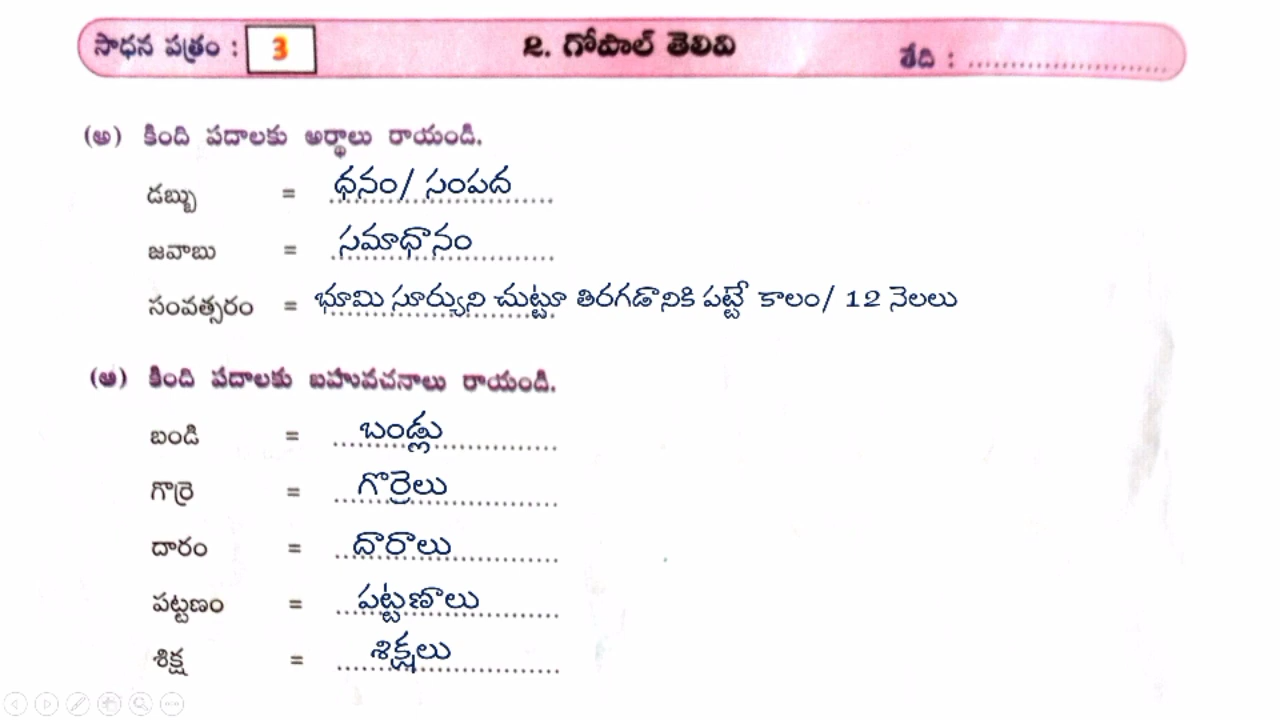 సాధన పత్రం : 3 2. గోపాల్ తెలివి తేది : ........................
(అ) కింది పదాలకు అర్థాలు రాయండి.
డబ్బు = ధనం/ సంపద
జవాబు = సమాధానం
సంవత్సరం = భూమి సూర్యుని చుట్టూ తిరగడానికి పట్టే కాలం/ 12 నెలలు
(ఆ) కింది పదాలకు బహువచనాలు రాయండి.
బండి = బండ్లు
గొర్రె = గొర్రెలు
దారం = దారాలు
పట్టణం = పట్టణాలు
శిక్ష = శిక్షలు